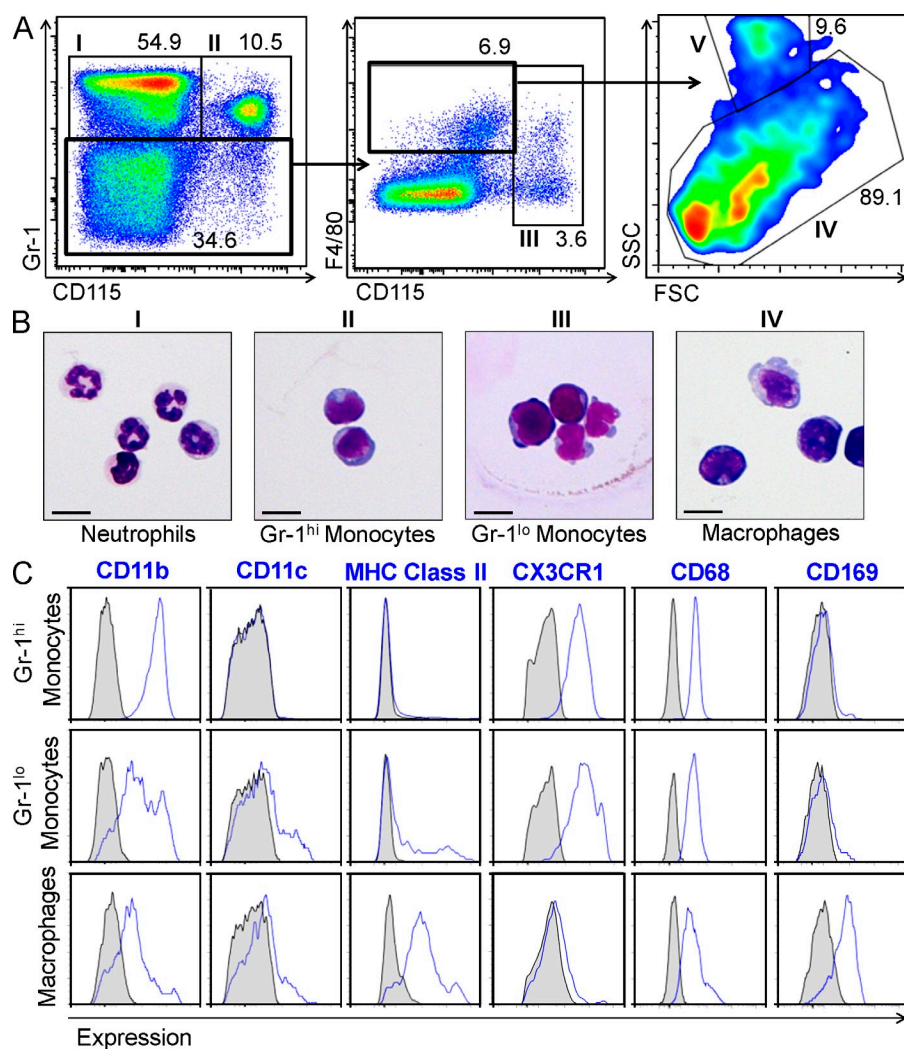 A
I 54.9 II 10.5
34.6
Gr-1
CD115
6.9
III 3.6
F4/80
CD115
V 9.6
89.1
IV
SSC
FSC
B
I II III IV
Neutrophils Gr-1hi Monocytes Gr-1lo Monocytes Macrophages
C
CD11b CD11c MHC Class II CX3CR1 CD68 CD169
Gr-1hi
Monocytes
Gr-1lo
Monocytes
Macrophages
Expression